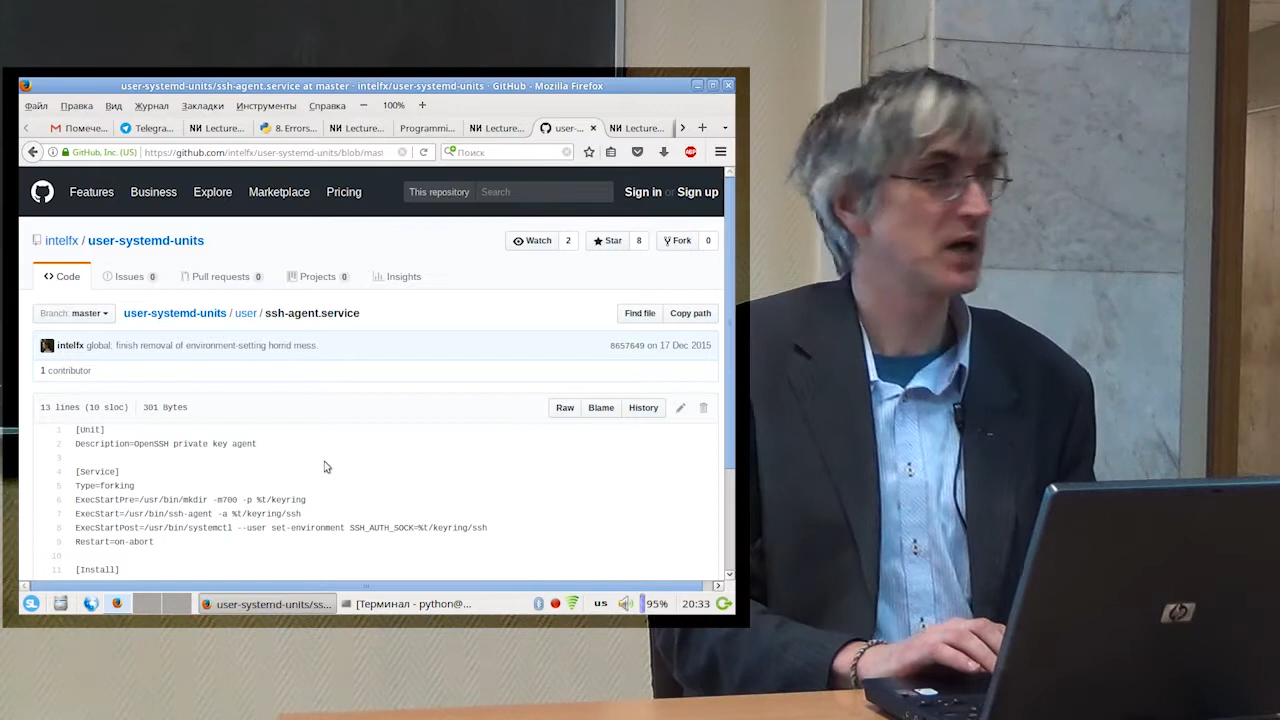 user-systemd-units/ssh-agent.service at master · intelfx/user-systemd-units · GitHub - Mozilla Firefox
Файл Правка Вид Журнал Закладки Инструменты Справка − 100% +
Помече... Telegra... Lecture... 8. Errors... Lecture... Programmi... Lecture... user-... Lecture...
GitHub, Inc. (US) https://github.com/intelfx/user-systemd-units/blob/mast Поиск ABP
Features Business Explore Marketplace Pricing This repository Search Sign in or Sign up
intelfx / user-systemd-units Watch 2 Star 8 Fork 0
Code Issues 0 Pull requests 0 Projects 0 Insights
Branch: master user-systemd-units / user / ssh-agent.service Find file Copy path
intelfx global: finish removal of environment-setting horrid mess. 8657649 on 17 Dec 2015
1 contributor
13 lines (10 sloc) 301 Bytes Raw Blame History
1 [Unit]
2 Description=OpenSSH private key agent
3
4 [Service]
5 Type=forking
6 ExecStartPre=/usr/bin/mkdir -m700 -p %t/keyring
7 ExecStart=/usr/bin/ssh-agent -a %t/keyring/ssh
8 ExecStartPost=/usr/bin/systemctl --user set-environment SSH_AUTH_SOCK=%t/keyring/ssh
9 Restart=on-abort
10
11 [Install]
SL user-systemd-units/ss... [Терминал - python@... us 95% 20:33
hp